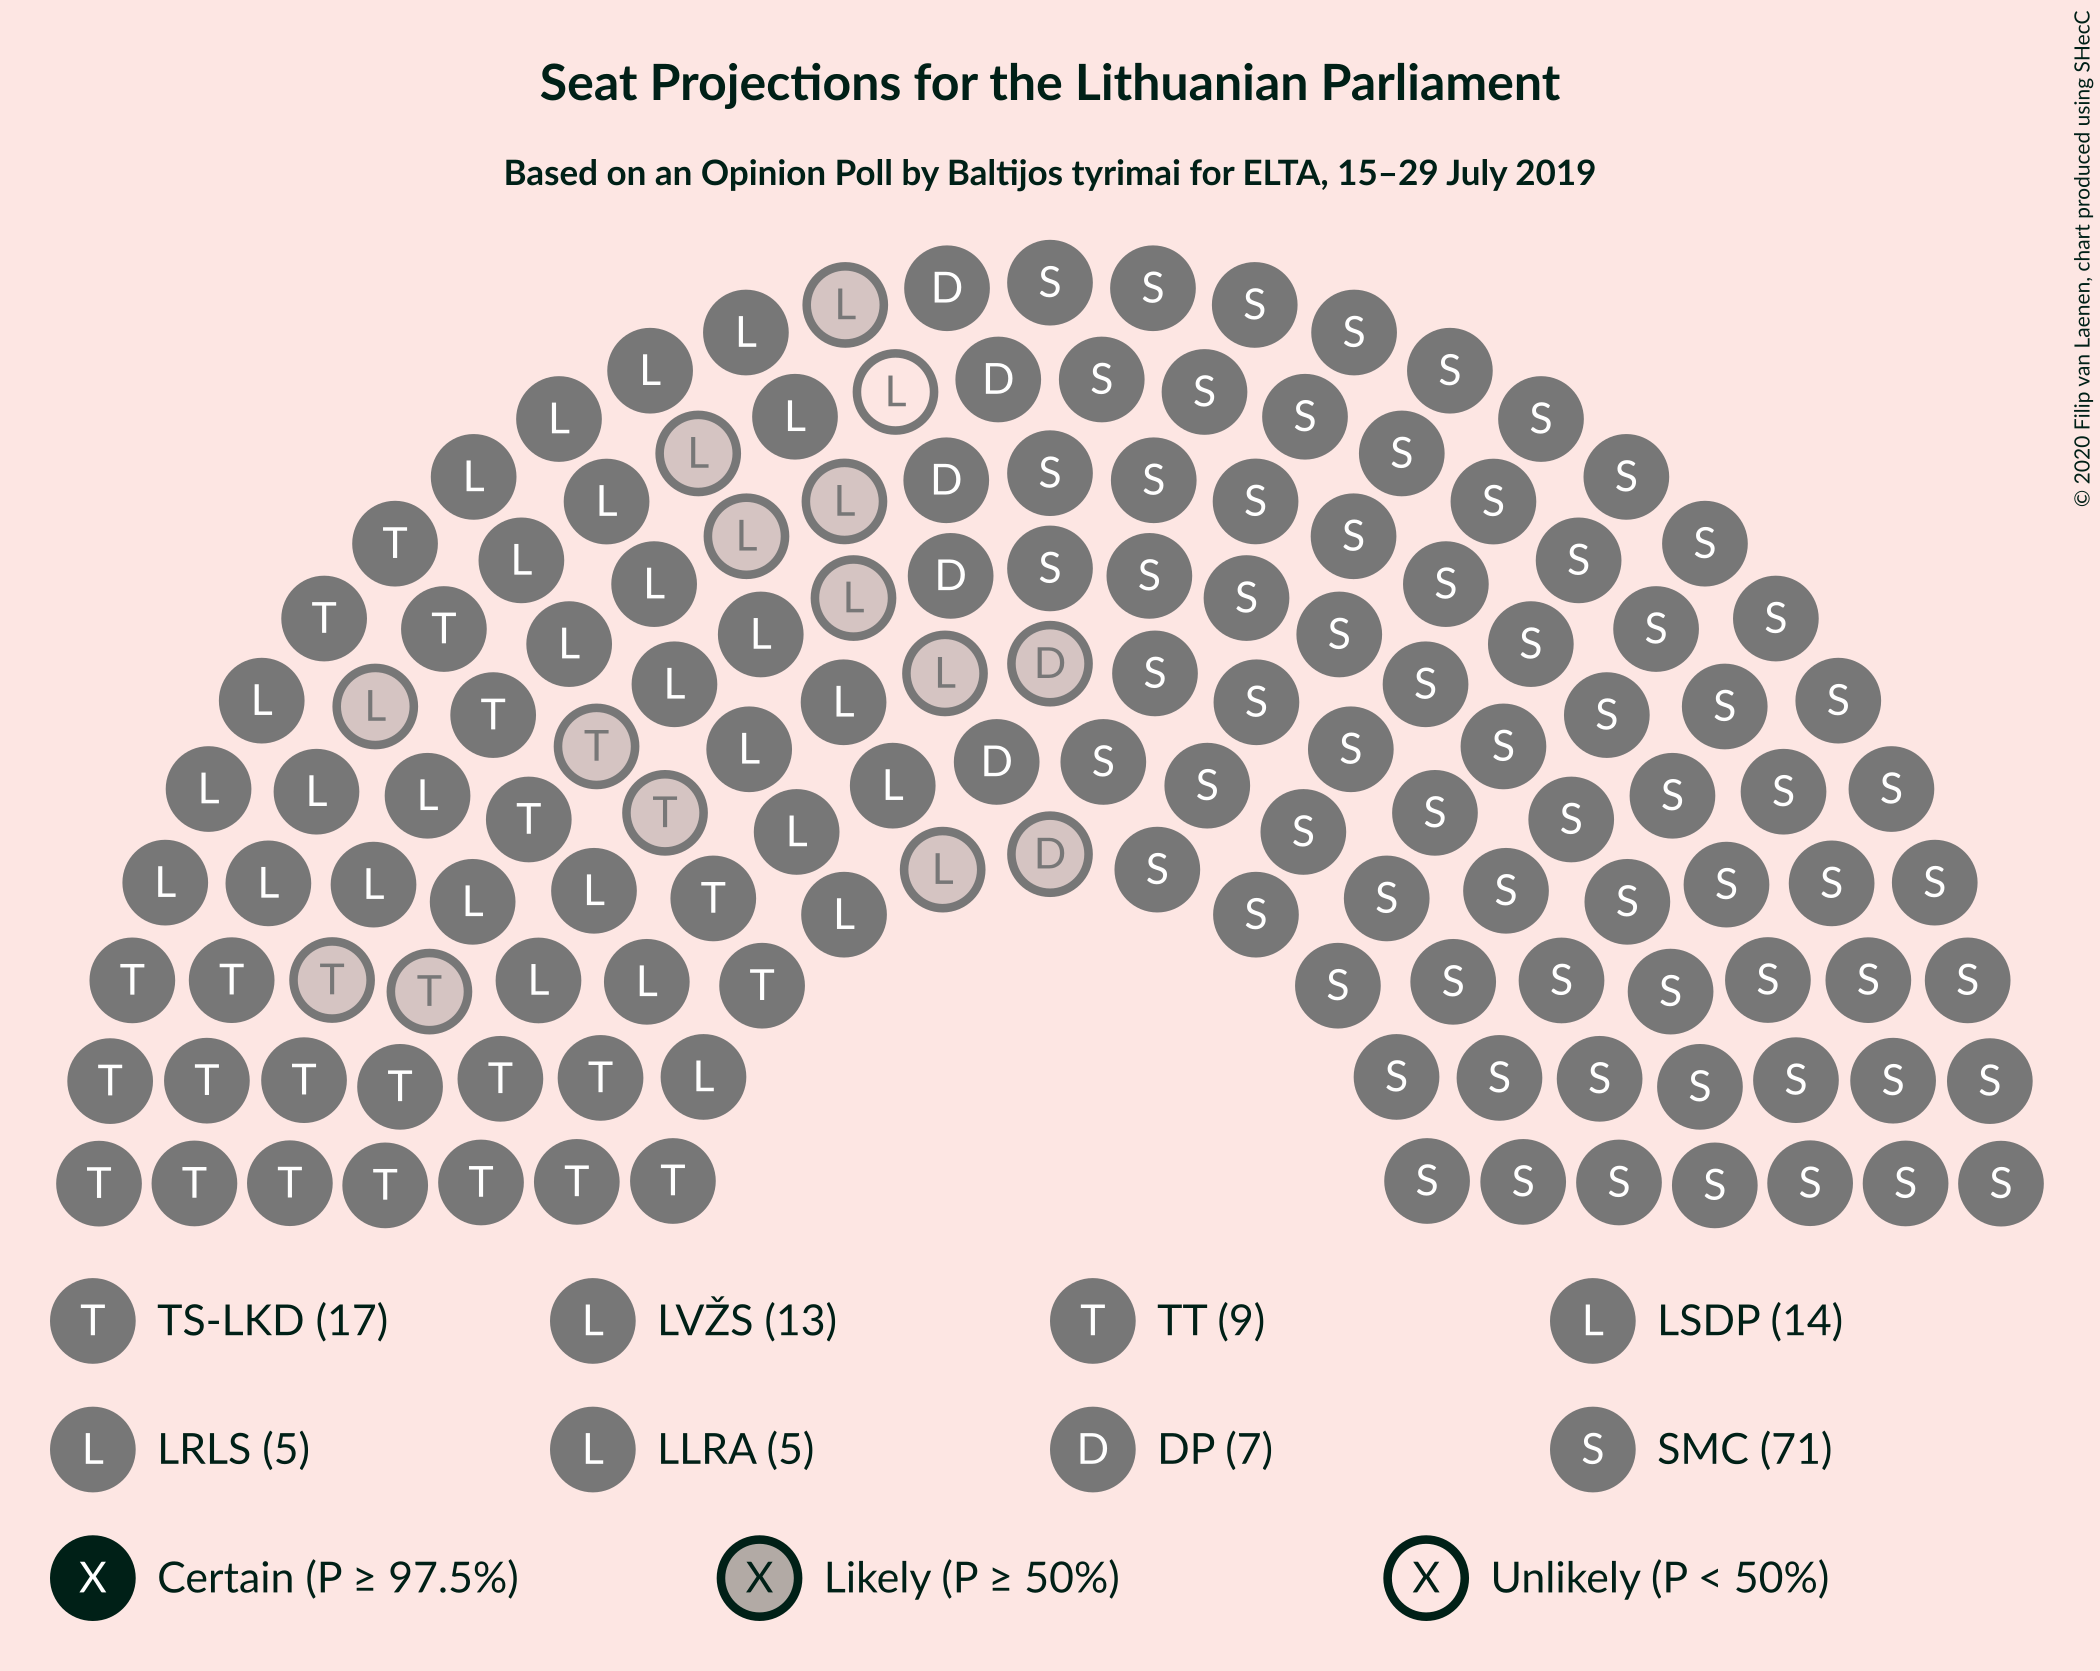 Seat Projections for the Lithuanian Parliament
Based on an Opinion Poll by Baltijos tyrimai for ELTA, 15–29 July 2019
© 2020 Filip van Laenen, chart produced using SHecC
L D S S S
L L S S
L L D S S S
L L S S
L L D S S S S
T L L L S S S S
L L D S S S
T L L D S S S S
T L L L S S S S
T L L L D S S S S
L L T L L S S S S
T T L D S S S S
L L L T T L L S S S S S S
L L L L L T L L D S S S S S S S
T T T T L L T S S S S S S S
T T T T T T L S S S S S S S
T T T T T T T S S S S S S S
T TS-LKD (17) L LVŽS (13) T TT (9) L LSDP (14)
L LRLS (5) L LLRA (5) D DP (7) S SMC (71)
X Certain (P ≥ 97.5%) X Likely (P ≥ 50%) X Unlikely (P < 50%)